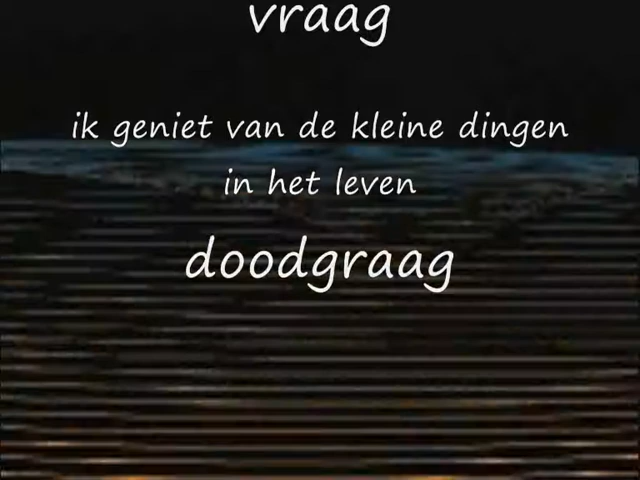 vraag
ik geniet van de kleine dingen
in het leven
doodgraag